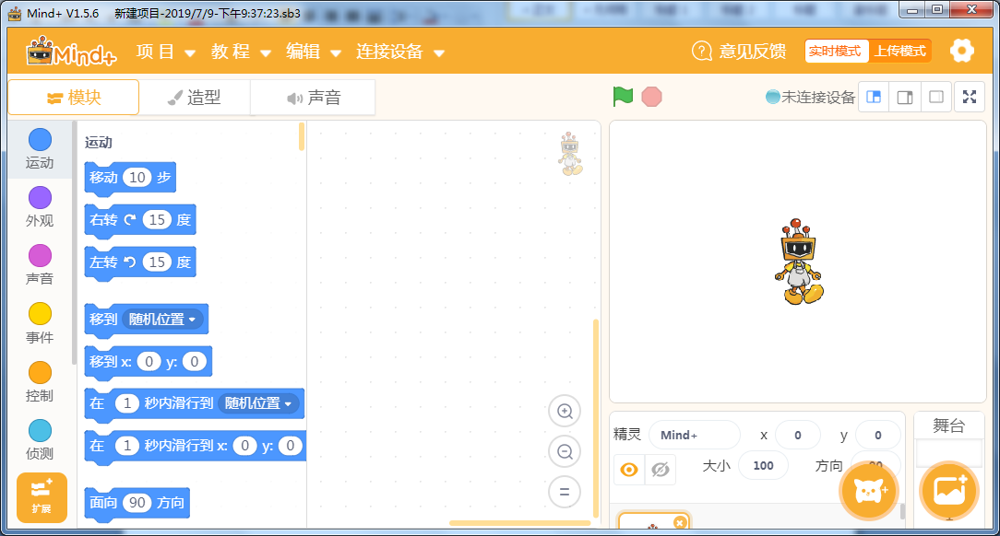 Mind+ V1.5.6 新建项目-2019/7/9-下午9:37:23.sb3
Mind+ 项目 教程 编辑 连接设备 意见反馈 实时模式 上传模式
模块 造型 声音 未连接设备
运动
外观
声音
事件
控制
侦测
扩展
运动
移动 10 步
右转 15 度
左转 15 度
移到 随机位置
移到 x: 0 y: 0
在 1 秒内滑行到 随机位置
在 1 秒内滑行到 x: 0 y: 0
面向 90 方向
精灵 Mind+ x 0 y 0
大小 100 方向 90
舞台